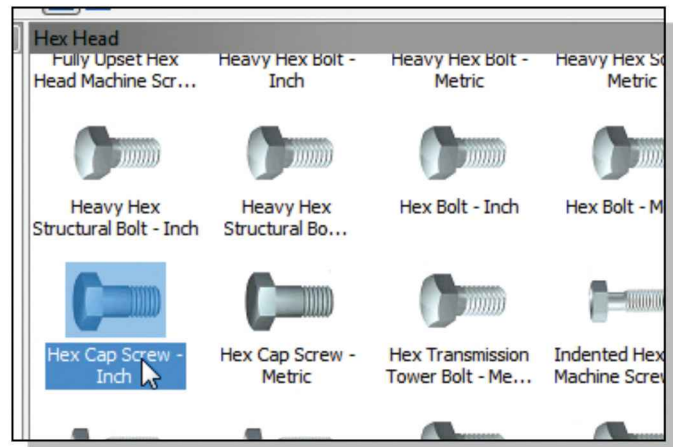 Hex Head
Fully Upset Hex
Head Machine Scr...
Heavy Hex Bolt -
Inch
Heavy Hex Bolt -
Metric
Heavy Hex Sc
Metric
Heavy Hex
Structural Bolt - Inch
Heavy Hex
Structural Bo...
Hex Bolt - Inch
Hex Bolt - M
Hex Cap Screw -
Inch
Hex Cap Screw -
Metric
Hex Transmission
Tower Bolt - Me...
Indented Hex
Machine Screw